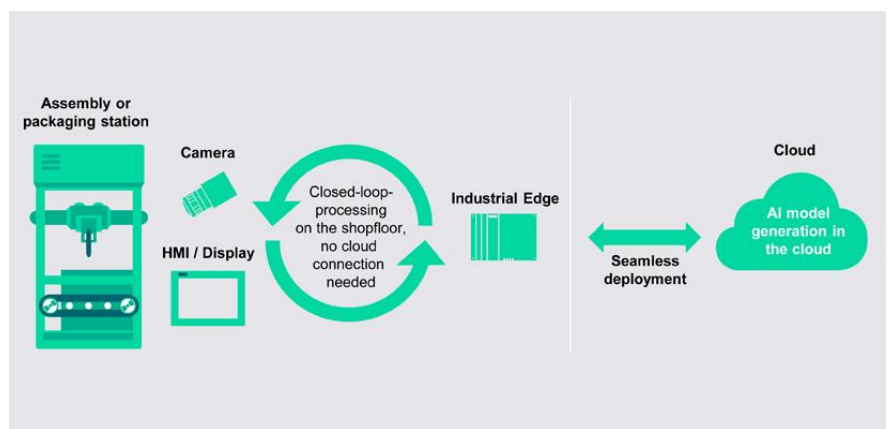 Assembly or
packaging station
Camera
HMI / Display
Closed-loop-
processing
on the shopfloor,
no cloud
connection
needed
Industrial Edge
Seamless
deployment
Cloud
AI model
generation in
the cloud